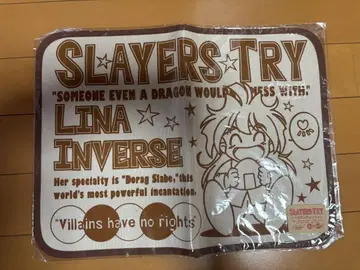 SLAYERS TRY
"SOMEONE EVEN A DRAGON WOULDN'T MESS WITH."
LINA
INVERSE
Her specialty is "Dorag Slabe,"this
world's most powerful incantation.
"Villains have no rights"
SLAYERS TRY